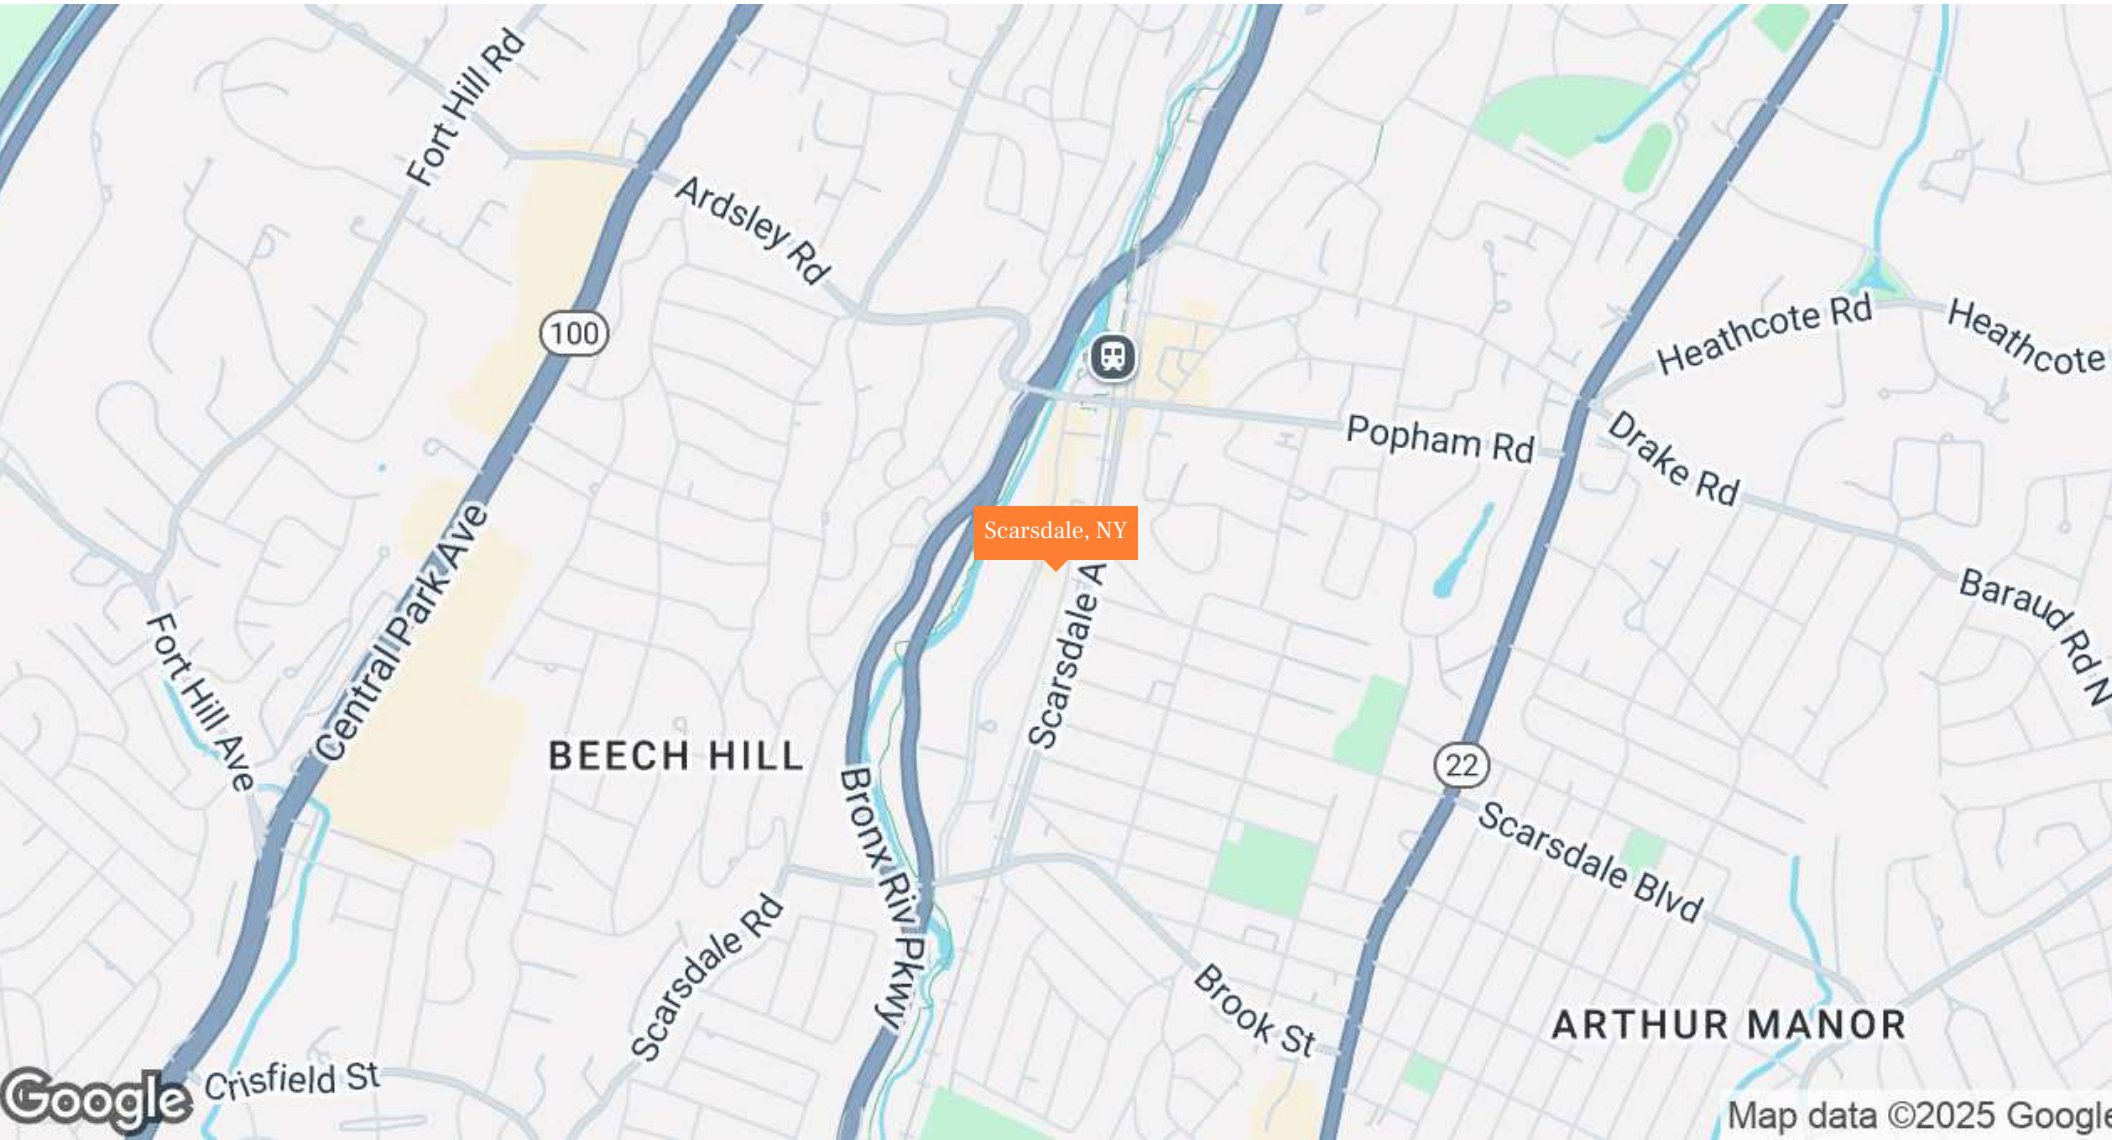 Fort Hill Rd
Ardsley Rd
100
Heathcote Rd
Heathcote
Popham Rd
Drake Rd
Scarsdale, NY
Central Park Ave
Scarsdale A
Baraud Rd N
Fort Hill Ave
BEECH HILL
22
Bronx Riv Pkwy
Scarsdale Blvd
Scarsdale Rd
Brook St
ARTHUR MANOR
Crisfield St
Google
Map data ©2025 Google